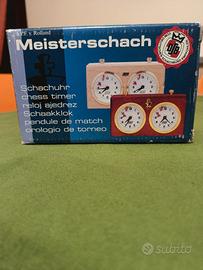 Meisterschach
Schachuhr
chess timer
reloj ajedrez
Schaakklok
pendule de match
orologio de torneo
subito